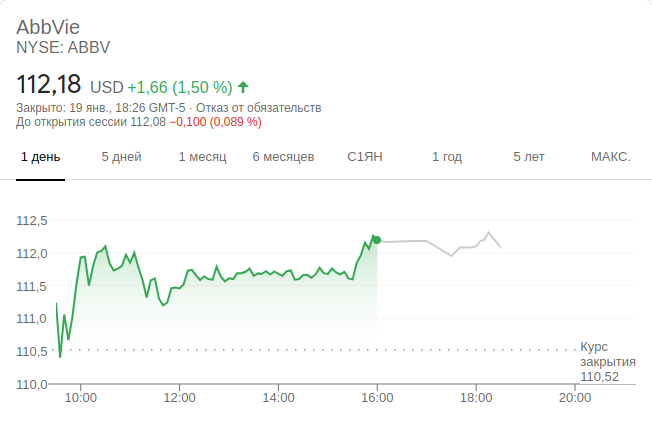 AbbVie
NYSE: ABBV
112,18 USD +1,66 (1,50 %)
Закрыто: 19 янв., 18:26 GMT-5 · Отказ от обязательств
До открытия сессии 112,08 −0,100 (0,089 %)
1 день 5 дней 1 месяц 6 месяцев С1ЯН 1 год 5 лет МАКС.
112,5
112,0
111,5
111,0
110,5
110,0
Курс
закрытия
110,52
10:00 12:00 14:00 16:00 18:00 20:00